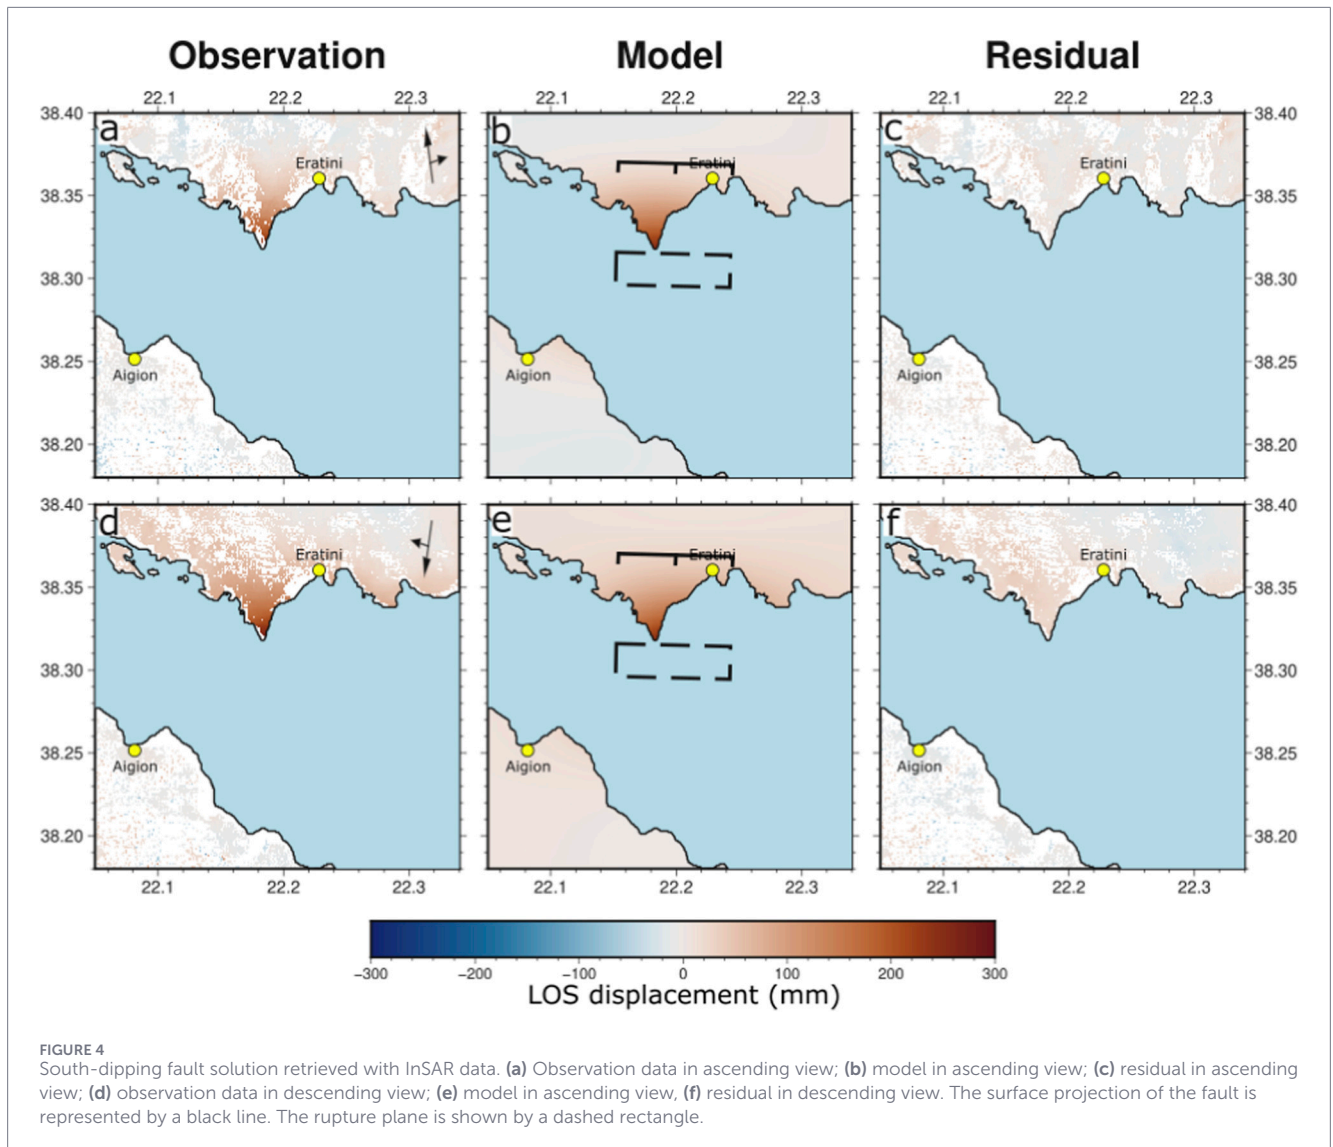 Observation Model Residual
22.1 22.2 22.3 22.1 22.2 22.3 22.1 22.2 22.3
38.40 a b c 38.40
Eratini Eratini Eratini
38.35 38.35
38.30 38.30
38.25 38.25
Aigion Aigion Aigion
38.20 38.20
38.40 d e f 38.40
Eratini Eratini Eratini
38.35 38.35
38.30 38.30
38.25 38.25
Aigion Aigion Aigion
38.20 38.20
22.1 22.2 22.3 22.1 22.2 22.3 22.1 22.2 22.3
−300 −200 −100 0 100 200 300
LOS displacement (mm)
FIGURE 4
South-dipping fault solution retrieved with InSAR data. (a) Observation data in ascending view; (b) model in ascending view; (c) residual in ascending
view; (d) observation data in descending view; (e) model in ascending view, (f) residual in descending view. The surface projection of the fault is
represented by a black line. The rupture plane is shown by a dashed rectangle.